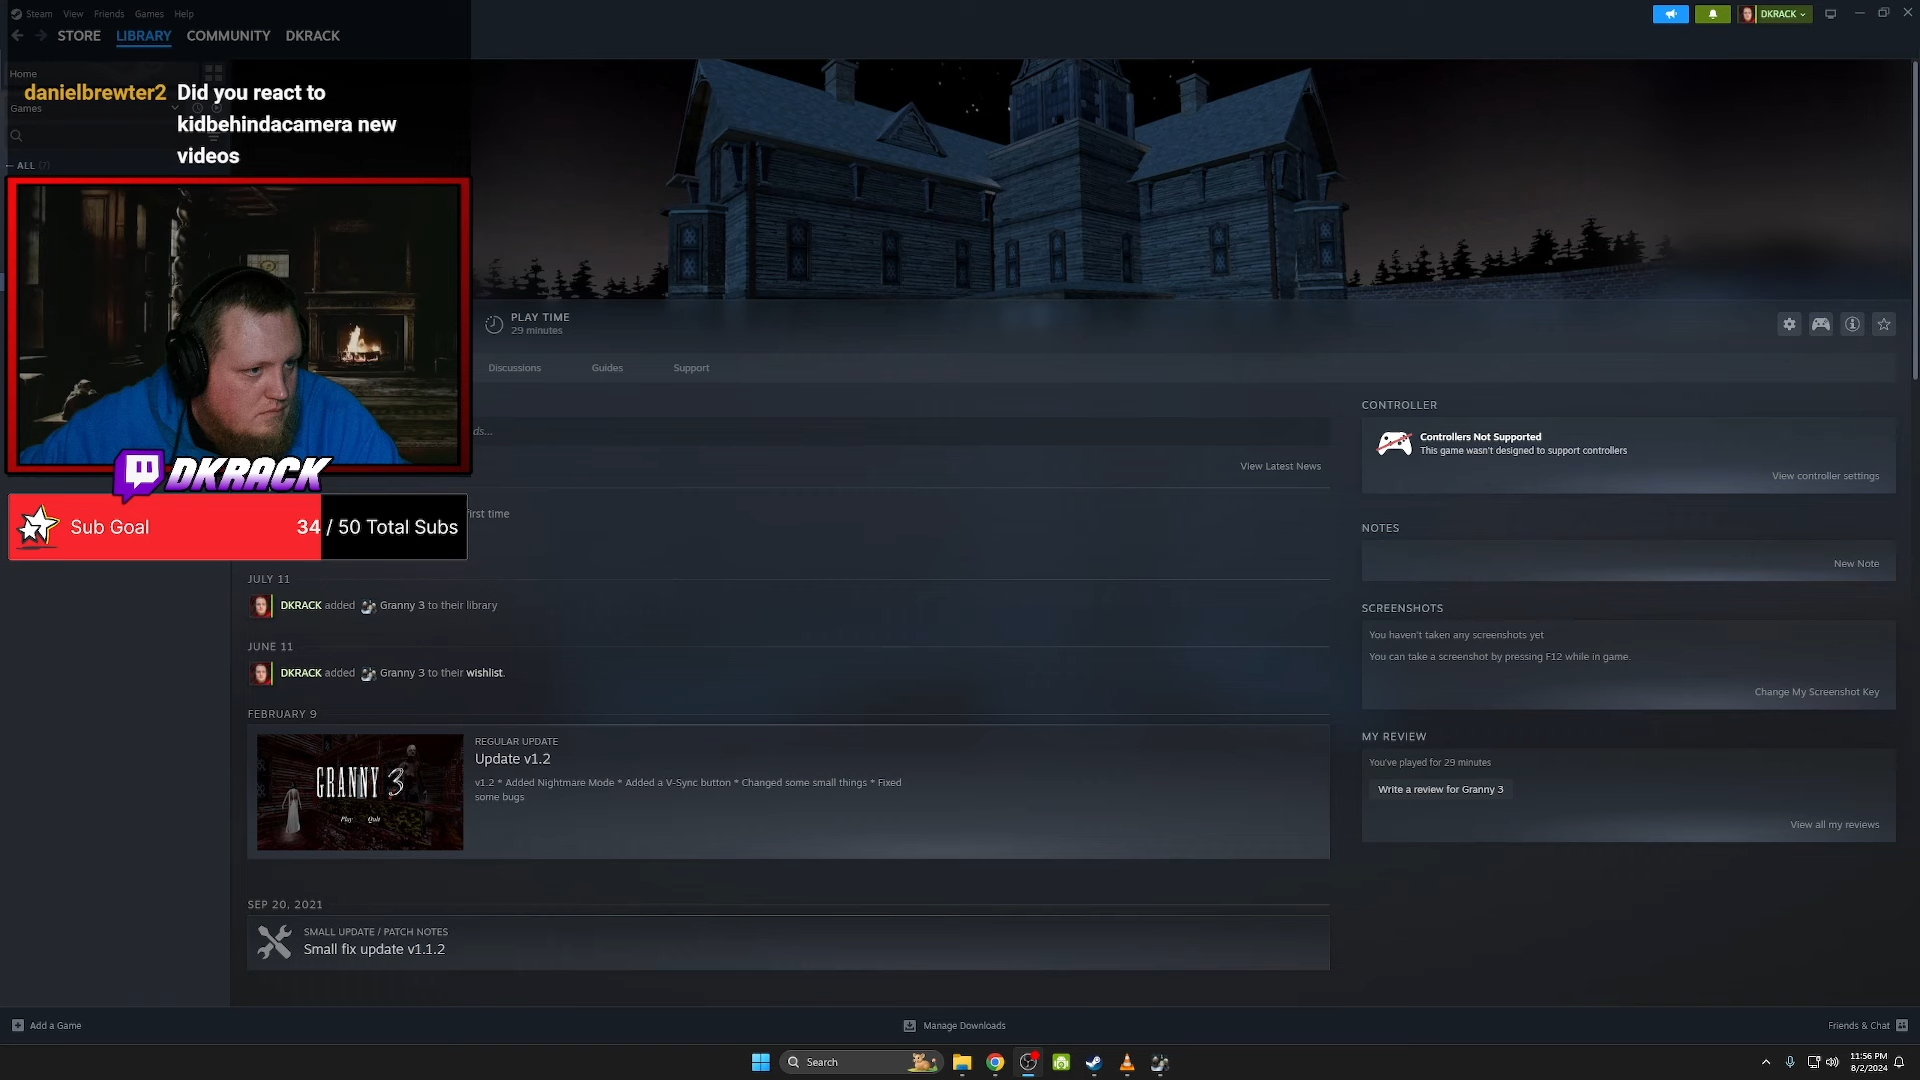 Steam View Friends Games Help
DKRACK
STORE LIBRARY COMMUNITY DKRACK
Home
danielbrewter2 Did you react to
kidbehindacamera new
videos
Games
ALL (7)
PLAY TIME
29 minutes
Discussions Guides Support
ds...
View Latest News
DKRACK
Sub Goal 34 / 50 Total Subs
irst time
JULY 11
DKRACK added Granny 3 to their library
JUNE 11
DKRACK added Granny 3 to their wishlist.
FEBRUARY 9
GRANNY 3
Play Quit
REGULAR UPDATE
Update v1.2
v1.2 * Added Nightmare Mode * Added a V-Sync button * Changed some small things * Fixed
some bugs
SEP 20, 2021
SMALL UPDATE / PATCH NOTES
Small fix update v1.1.2
CONTROLLER
Controllers Not Supported
This game wasn't designed to support controllers
View controller settings
NOTES
New Note
SCREENSHOTS
You haven't taken any screenshots yet
You can take a screenshot by pressing F12 while in game.
Change My Screenshot Key
MY REVIEW
You've played for 29 minutes
Write a review for Granny 3
View all my reviews
Add a Game
Manage Downloads
Friends & Chat
Search
11:56 PM
8/2/2024